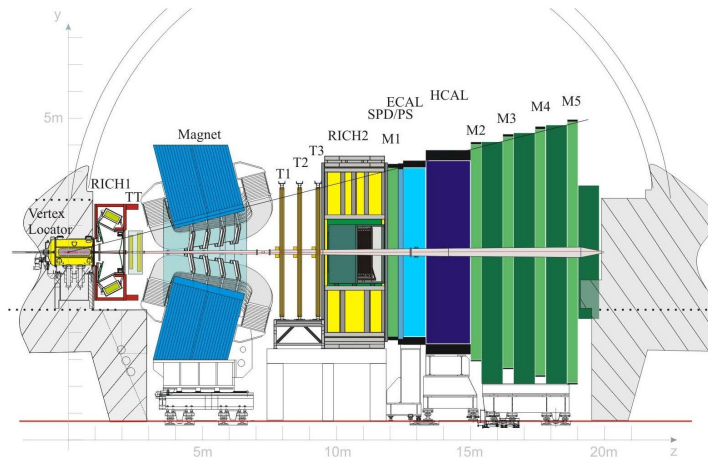 y
5m
Vertex
Locator
RICH1
TT
Magnet
T1
T2
T3
RICH2
M1
SPD/PS
ECAL
HCAL
M2
M3
M4
M5
5m
10m
15m
20m
z